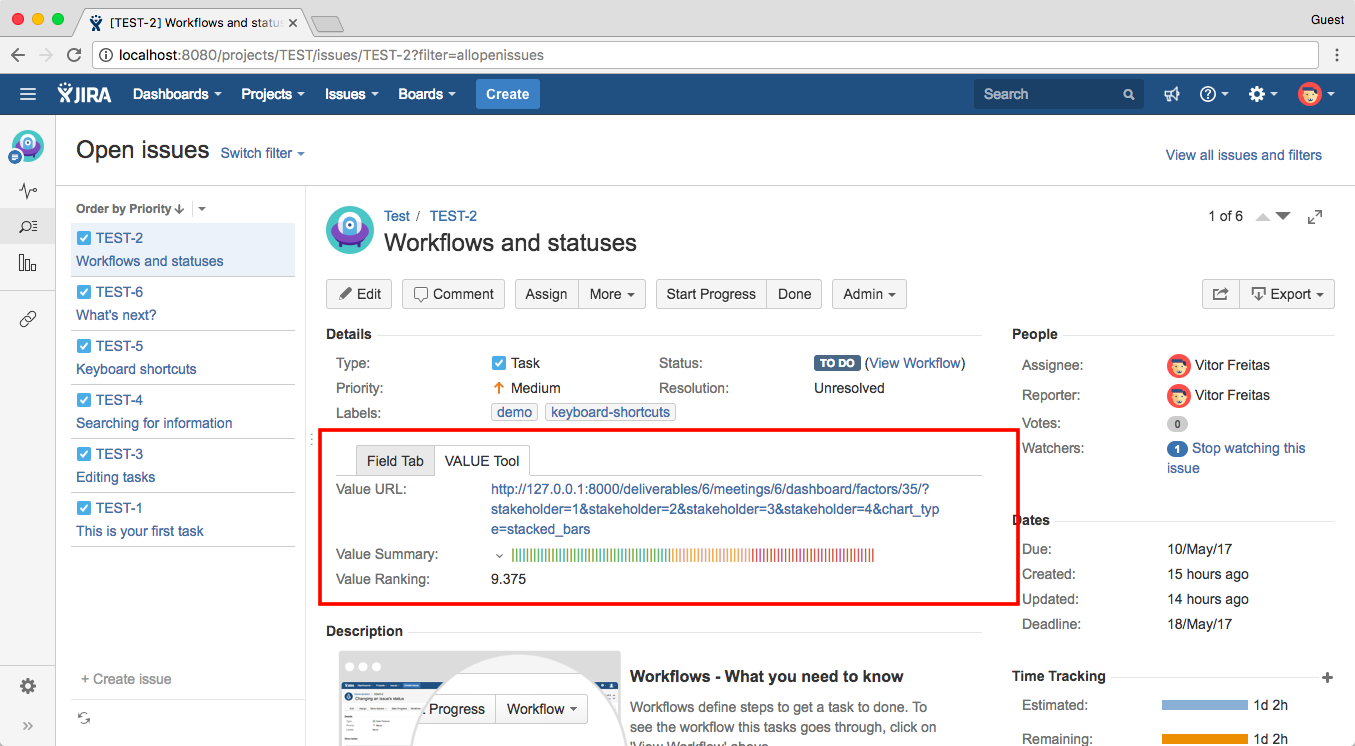 [TEST-2] Workflows and statu
Guest
localhost:8080/projects/TEST/issues/TEST-2?filter=allopenissues
JIRA Dashboards Projects Issues Boards Create Search
Open issues Switch filter
View all issues and filters
Order by Priority
TEST-2
Workflows and statuses
TEST-6
What's next?
TEST-5
Keyboard shortcuts
TEST-4
Searching for information
TEST-3
Editing tasks
TEST-1
This is your first task
+ Create issue
Test / TEST-2
1 of 6
Workflows and statuses
Edit Comment Assign More Start Progress Done Admin Export
Details
Type: Task Status: TO DO (View Workflow)
Priority: Medium Resolution: Unresolved
Labels: demo keyboard-shortcuts
Field Tab VALUE Tool
Value URL: http://127.0.0.1:8000/deliverables/6/meetings/6/dashboard/factors/35/?
stakeholder=1&stakeholder=2&stakeholder=3&stakeholder=4&chart_typ
e=stacked_bars
Value Summary:
Value Ranking: 9.375
Description
Progress Workflow
Workflows - What you need to know
Workflows define steps to get a task to done. To
see the workflow this tasks goes through, click on
'View Workflow' above.
People
Assignee: Vitor Freitas
Reporter: Vitor Freitas
Votes: 0
Watchers: 1 Stop watching this
issue
Dates
Due: 10/May/17
Created: 15 hours ago
Updated: 14 hours ago
Deadline: 18/May/17
Time Tracking
Estimated: 1d 2h
Remaining: 1d 2h